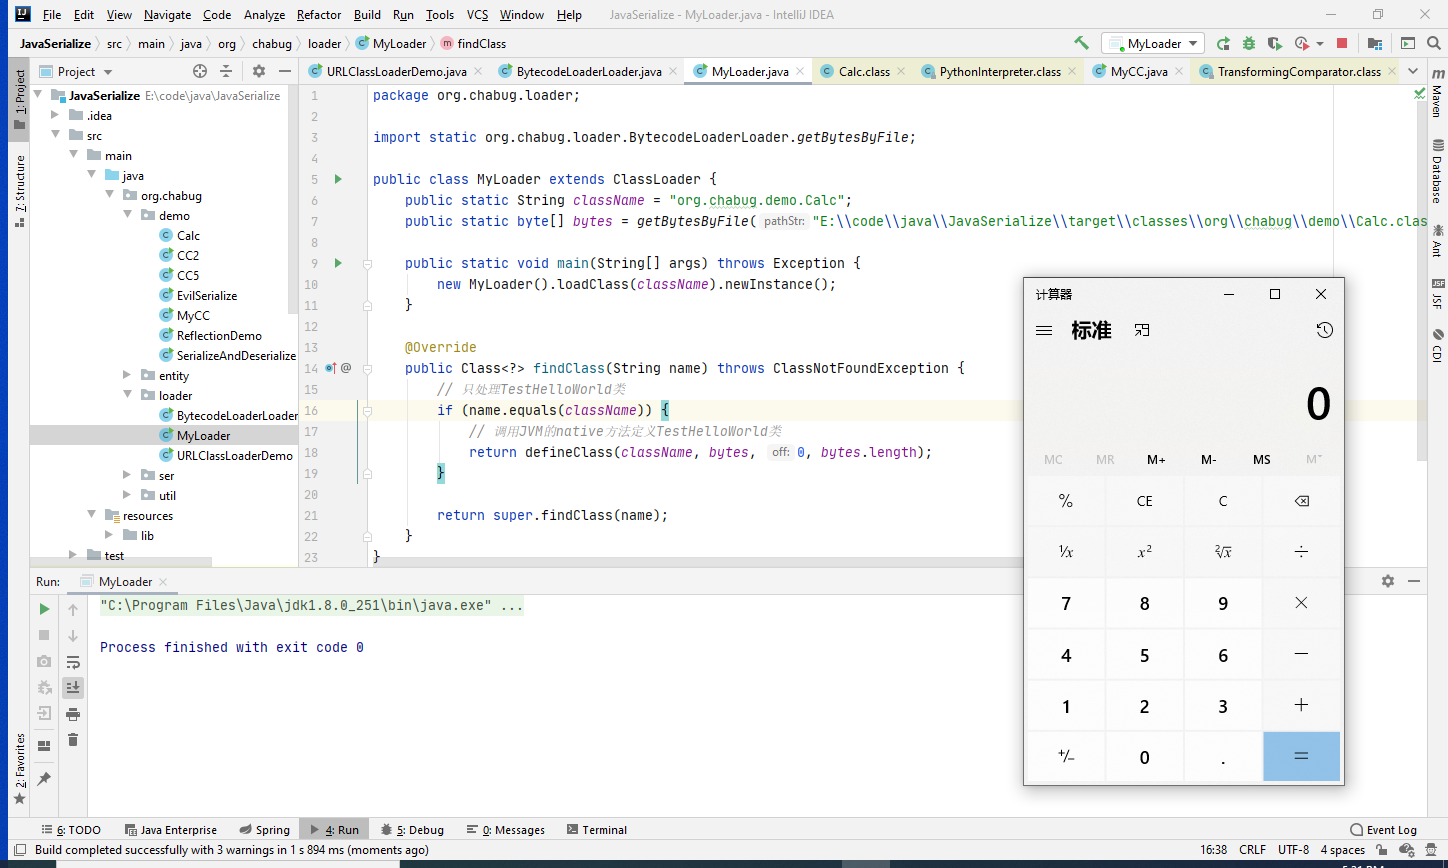 File Edit View Navigate Code Analyze Refactor Build Run Tools VCS Window Help JavaSerialize - MyLoader.java - IntelliJ IDEA
JavaSerialize src main java org chabug loader MyLoader findClass MyLoader
Project URLClassLoaderDemo.java BytecodeLoaderLoader.java MyLoader.java Calc.class PythonInterpreter.class MyCC.java TransformingComparator.class
1: Project
7: Structure
2: Favorites
JavaSerialize E:\code\java\JavaSerialize
.idea
src
main
java
org.chabug
demo
Calc
CC2
CC5
EvilSerialize
MyCC
ReflectionDemo
SerializeAndDeserialize
entity
loader
BytecodeLoaderLoader
MyLoader
URLClassLoaderDemo
ser
util
resources
lib
test
1 package org.chabug.loader;
2
3 import static org.chabug.loader.BytecodeLoaderLoader.getBytesByFile;
4
5 public class MyLoader extends ClassLoader {
6 public static String className = "org.chabug.demo.Calc";
7 public static byte[] bytes = getBytesByFile( pathStr: "E:\\code\\java\\JavaSerialize\\target\\classes\\org\\chabug\\demo\\Calc.clas
8
9 public static void main(String[] args) throws Exception {
10 new MyLoader().loadClass(className).newInstance();
11 }
12
13 @Override
14 @ public Class<?> findClass(String name) throws ClassNotFoundException {
15 // 只处理TestHelloWorld类
16 if (name.equals(className)) {
17 // 调用JVM的native方法定义TestHelloWorld类
18 return defineClass(className, bytes, off: 0, bytes.length);
19 }
20
21 return super.findClass(name);
22 }
23 }
Maven
Database
Ant
JSF
CDI
计算器
标准
0
MC MR M+ M- MS M˅
% CE C
¹/x x² ²√x ÷
7 8 9 ×
4 5 6 −
1 2 3 +
+/− 0 . =
Run: MyLoader
"C:\Program Files\Java\jdk1.8.0_251\bin\java.exe" ...
Process finished with exit code 0
6: TODO Java Enterprise Spring 4: Run 5: Debug 0: Messages Terminal Event Log
Build completed successfully with 3 warnings in 1 s 894 ms (moments ago) 16:38 CRLF UTF-8 4 spaces